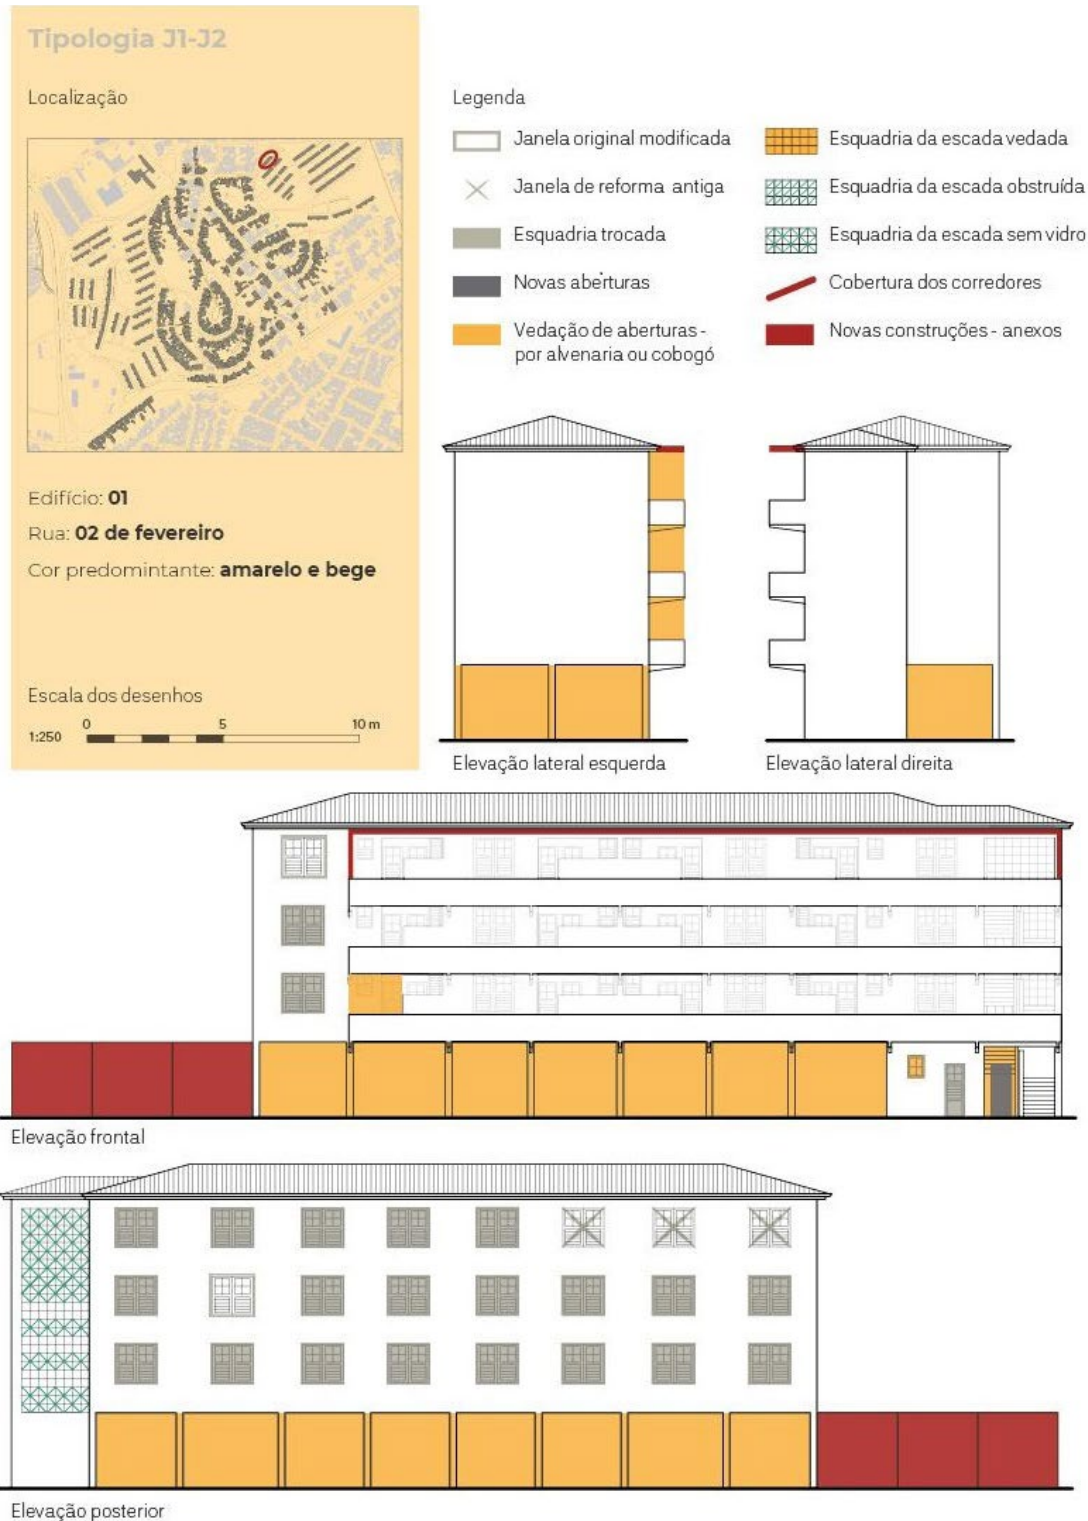 Tipologia J1-J2
Localização
Edifício: 01
Rua: 02 de fevereiro
Cor predomintante: amarelo e bege
Escala dos desenhos
0 5 10 m
1:250
Legenda
Janela original modificada
Janela de reforma antiga
Esquadria trocada
Novas aberturas
Vedação de aberturas -
por alvenaria ou cobogó
Esquadria da escada vedada
Esquadria da escada obstruída
Esquadria da escada sem vidro
Cobertura dos corredores
Novas construções - anexos
Elevação lateral esquerda
Elevação lateral direita
Elevação frontal
Elevação posterior